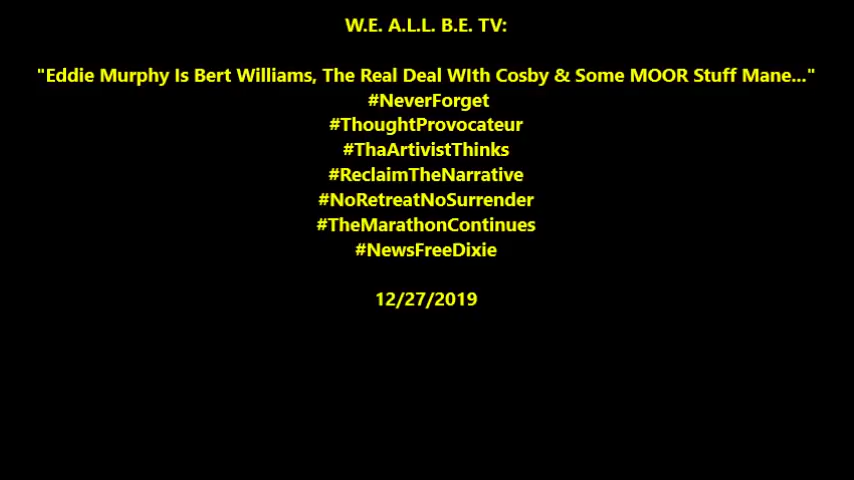 W.E. A.L.L. B.E. TV:
"Eddie Murphy Is Bert Williams, The Real Deal WIth Cosby & Some MOOR Stuff Mane..."
#NeverForget
#ThoughtProvocateur
#ThaArtivistThinks
#ReclaimTheNarrative
#NoRetreatNoSurrender
#TheMarathonContinues
#NewsFreeDixie
12/27/2019